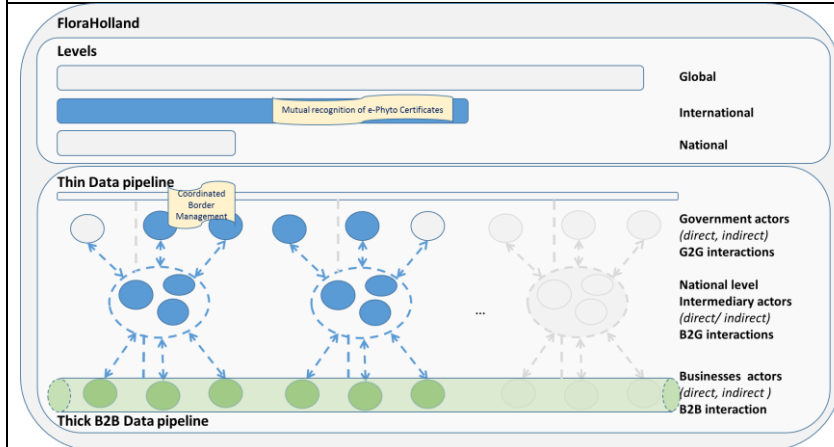 FloraHolland
Levels
Global
Mutual recognition of e-Phyto Certificates
International
National
Thin Data pipeline
Coordinated
Border
Management
Government actors
(direct, indirect)
G2G interactions
National level
Intermediary actors
(direct/ indirect)
B2G interactions
...
Businesses  actors
(direct, indirect )
B2B interaction
Thick B2B Data pipeline